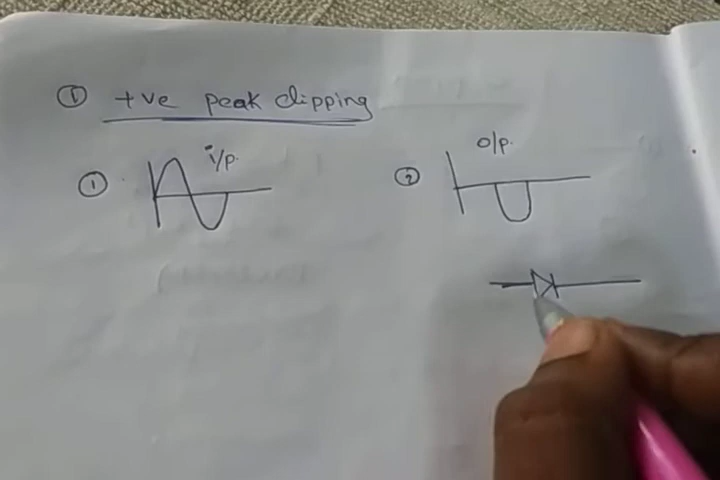 ① +ve peak clipping
① i/p.
② o/p.